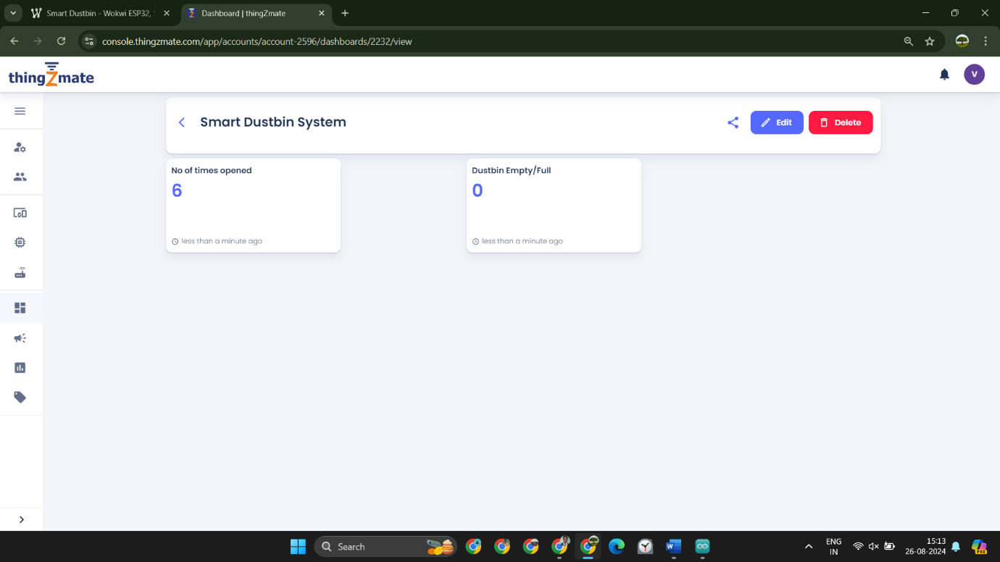 Smart Dustbin - Wokwi ESP32,
Dashboard | thingZmate
console.thingzmate.com/app/accounts/account-2596/dashboards/2232/view
thingZmate
V
Smart Dustbin System
Edit
Delete
No of times opened
6
less than a minute ago
Dustbin Empty/Full
0
less than a minute ago
Search
W
ENG
IN
15:13
26-08-2024
PRE